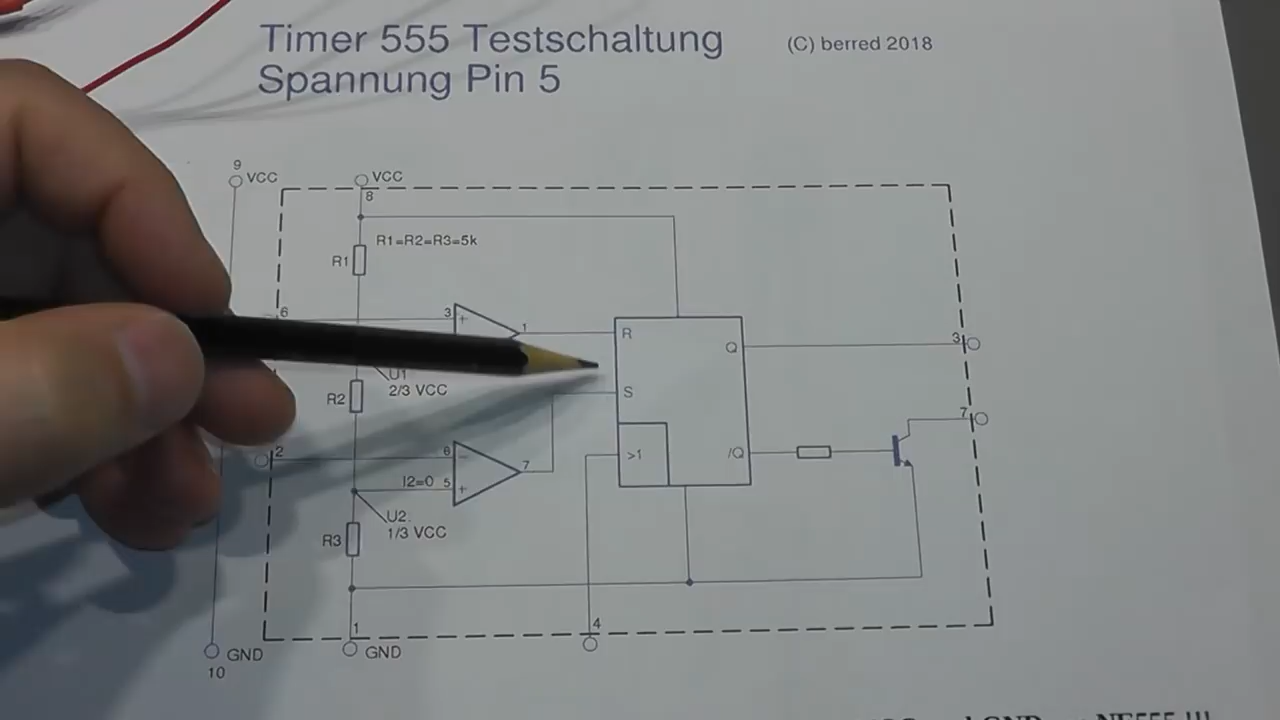 Timer 555 Testschaltung
(C) berred 2018
Spannung Pin 5
9
VCC
VCC
8
R1=R2=R3=5k
R1
6
3
+
1
R
Q
3
U1
2/3 VCC
R2
S
7
2
6
−
7
>1
/Q
I2=0
5
+
U2.
1/3 VCC
R3
1
4
GND
GND
10